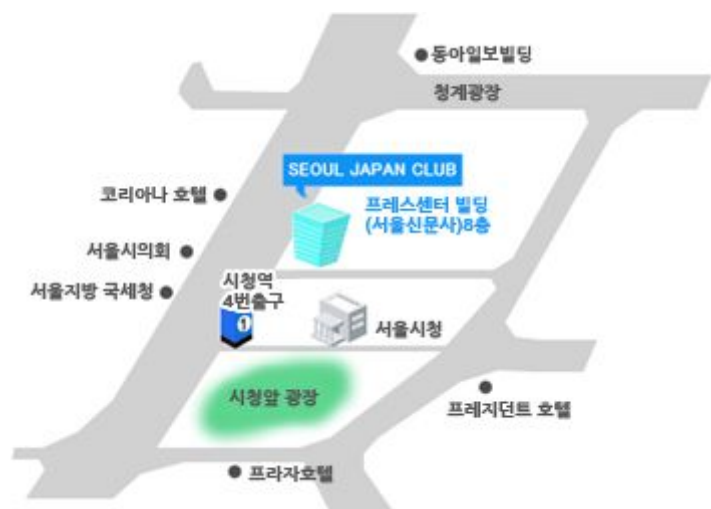 동아일보빌딩
청계광장
SEOUL JAPAN CLUB
코리아나 호텔
프레스센터 빌딩
(서울신문사)8층
서울시의회
시청역
4번출구
서울지방 국세청
1
서울시청
시청앞 광장
프레지던트 호텔
프라자호텔